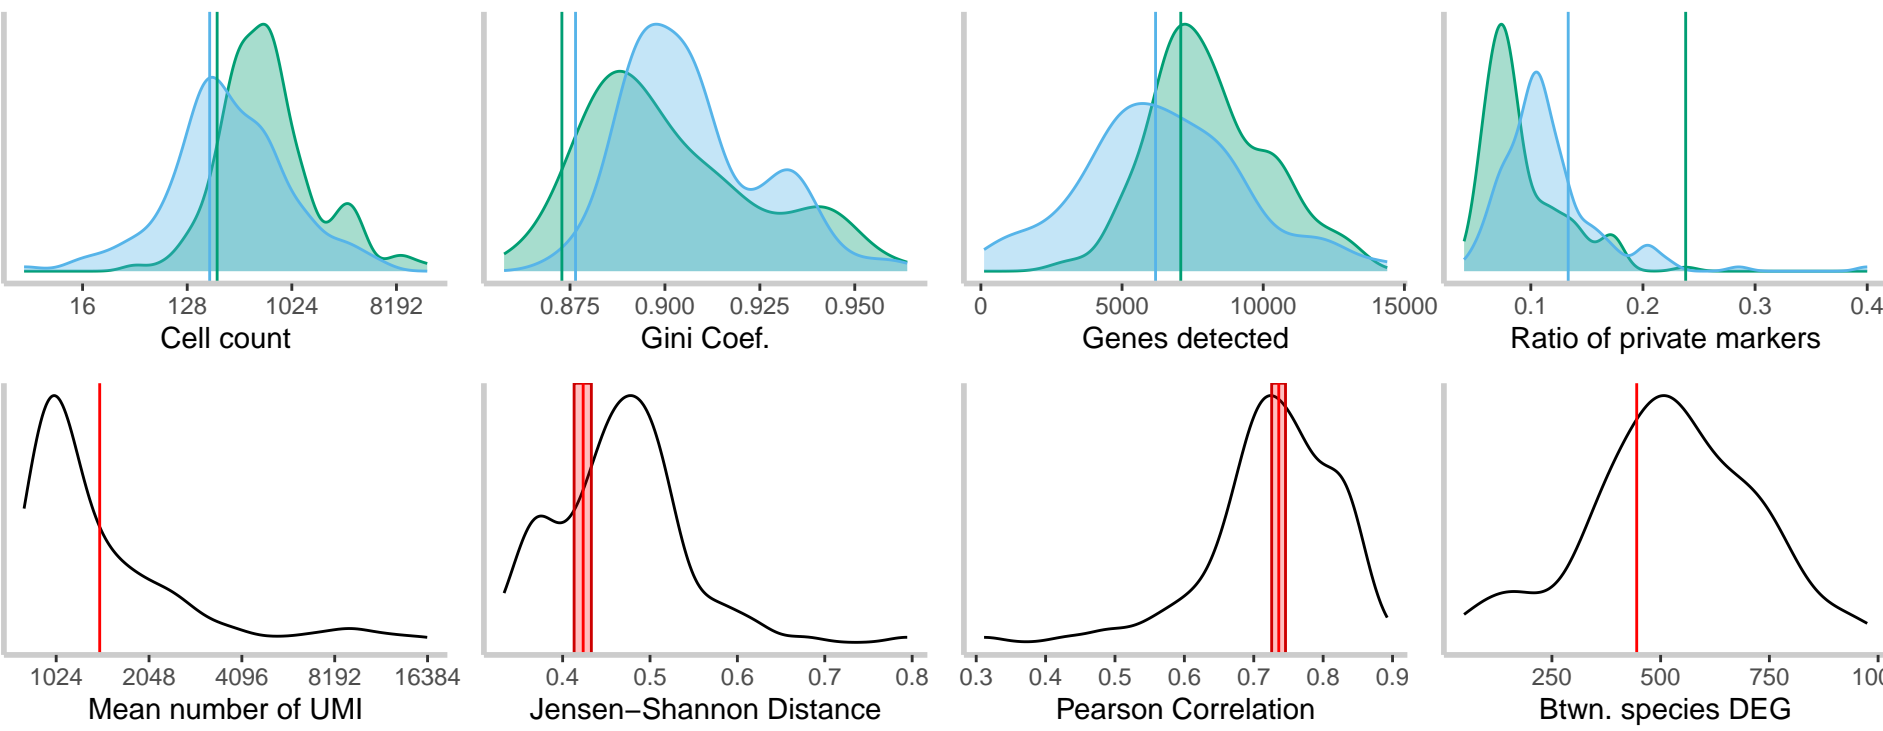 16 128 1024 8192
Cell count
0.875 0.900 0.925 0.950
Gini Coef.
0 5000 10000 15000
Genes detected
0.1 0.2 0.3 0.4
Ratio of private markers
1024 2048 4096 8192 16384
Mean number of UMI
0.4 0.5 0.6 0.7 0.8
Jensen−Shannon Distance
0.3 0.4 0.5 0.6 0.7 0.8 0.9
Pearson Correlation
250 500 750 100
Btwn. species DEG